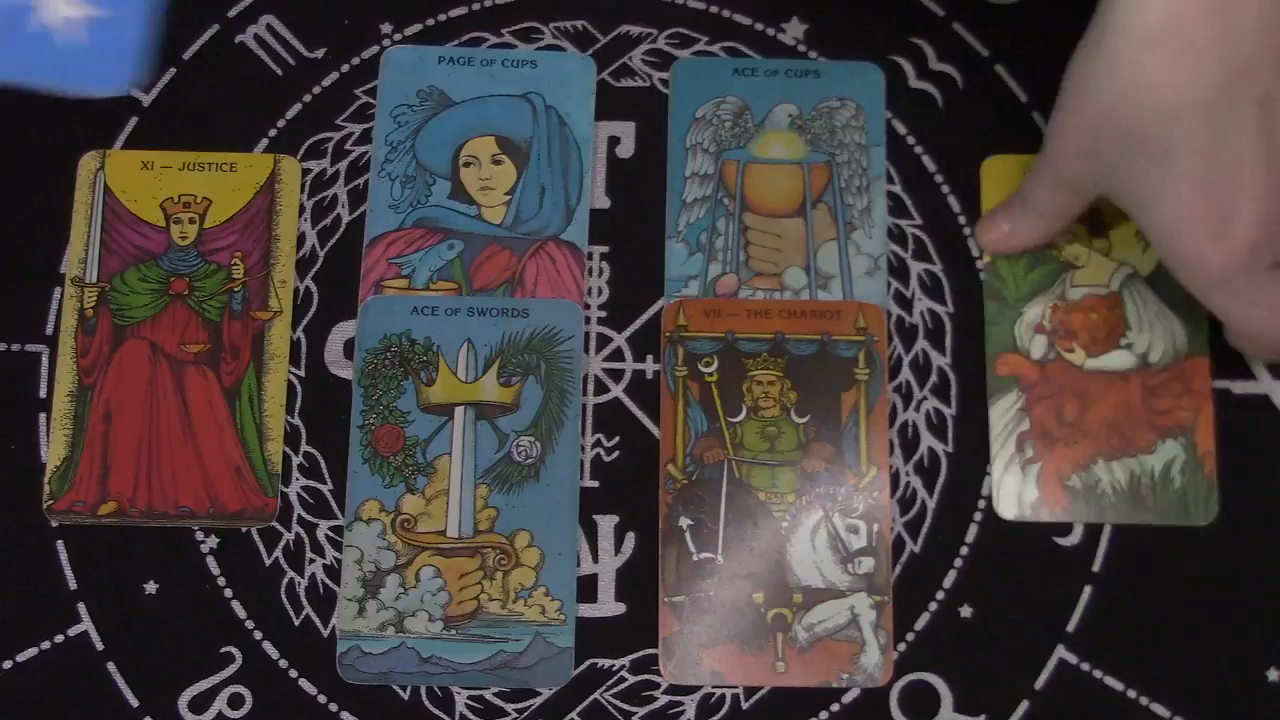 PAGE OF CUPS
ACE OF CUPS
XI — JUSTICE
ACE OF SWORDS
VII — THE CHARIOT